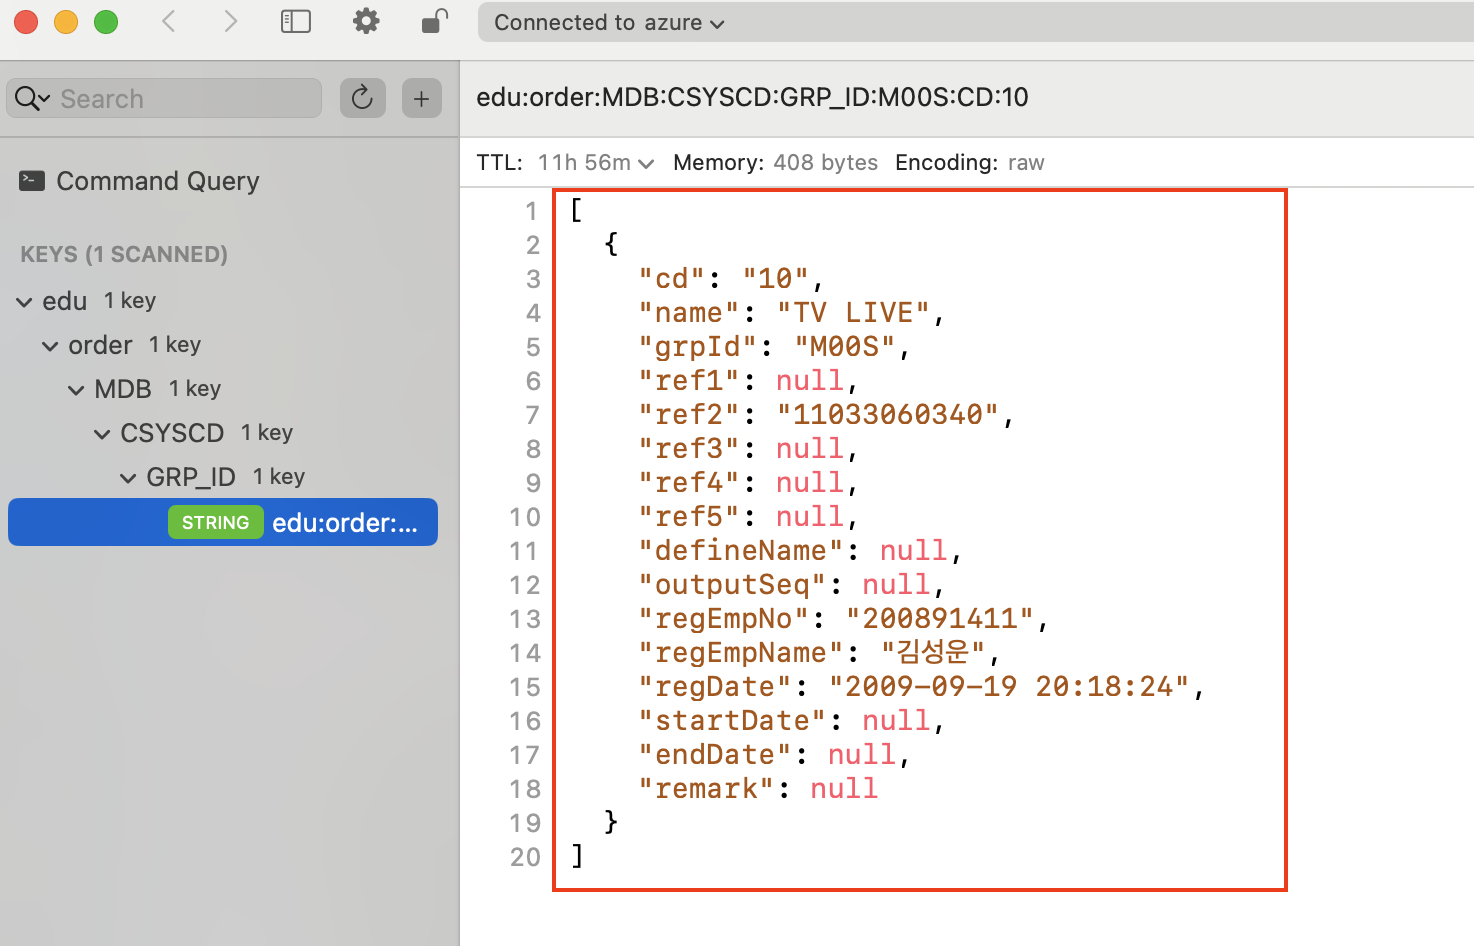 Connected to azure
Search
Command Query
KEYS (1 SCANNED)
edu 1 key
order 1 key
MDB 1 key
CSYSCD 1 key
GRP_ID 1 key
STRING edu:order:...
edu:order:MDB:CSYSCD:GRP_ID:M00S:CD:10
TTL: 11h 56m Memory: 408 bytes Encoding: raw
1 [
2 {
3 "cd": "10",
4 "name": "TV LIVE",
5 "grpId": "M00S",
6 "ref1": null,
7 "ref2": "11033060340",
8 "ref3": null,
9 "ref4": null,
10 "ref5": null,
11 "defineName": null,
12 "outputSeq": null,
13 "regEmpNo": "200891411",
14 "regEmpName": "김성운",
15 "regDate": "2009-09-19 20:18:24",
16 "startDate": null,
17 "endDate": null,
18 "remark": null
19 }
20 ]